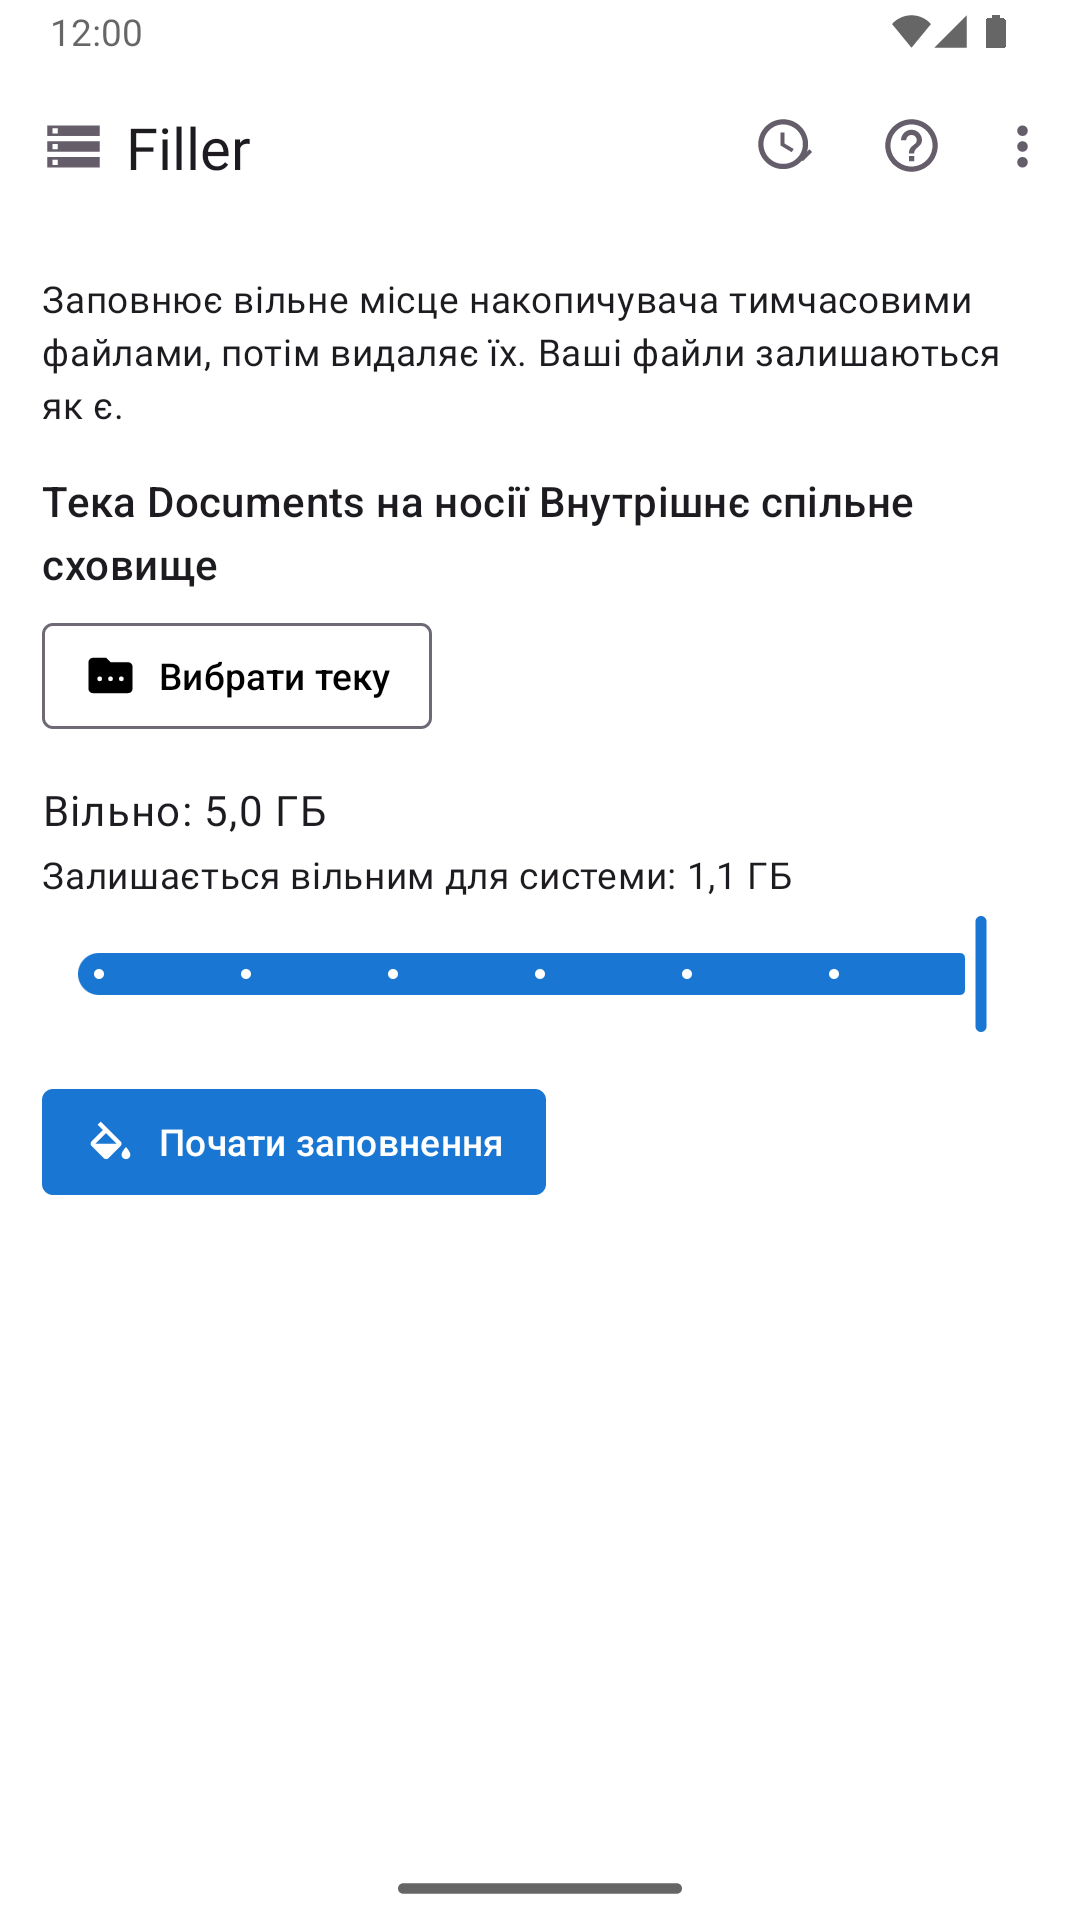 12:00
Filler
Заповнює вільне місце накопичувача тимчасовими
файлами, потім видаляє їх. Ваші файли залишаються
як є.
Тека Documents на носії Внутрішнє спільне
сховище
Вибрати теку
Вільно: 5,0 ГБ
Залишається вільним для системи: 1,1 ГБ
Почати заповнення